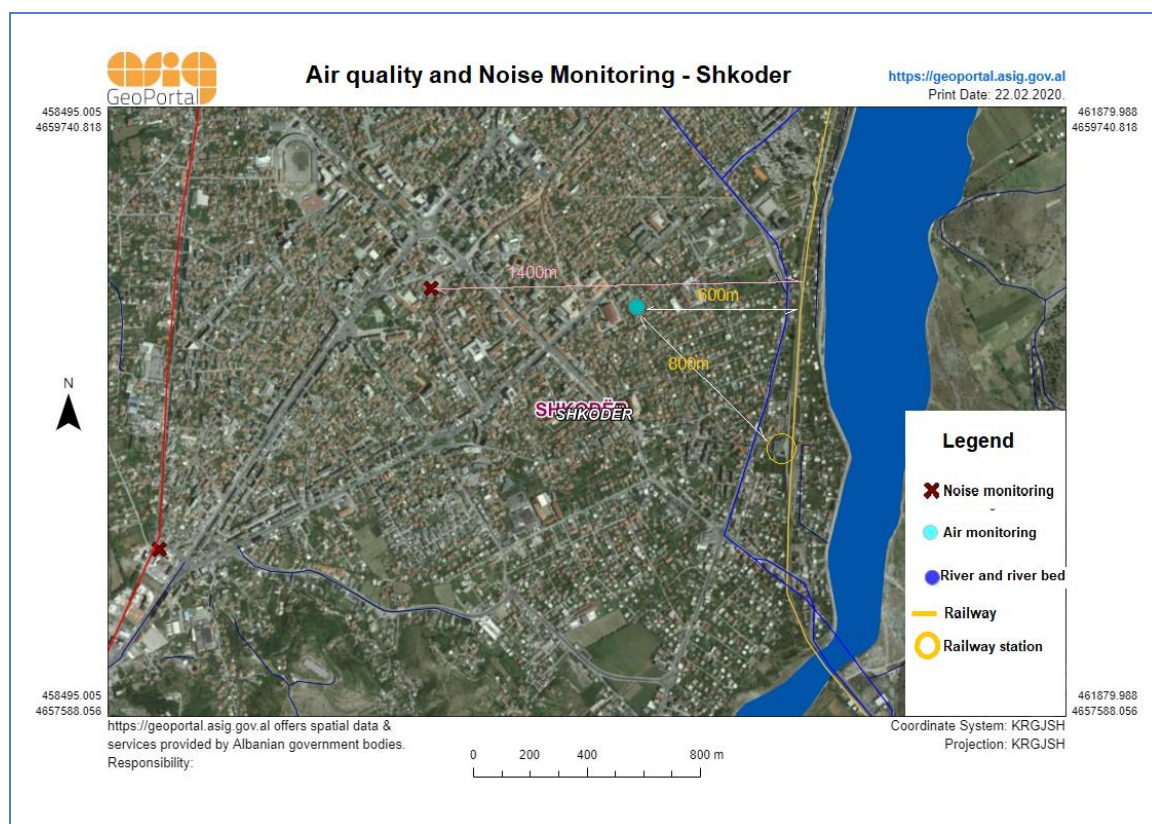 asig
GeoPortal
Air quality and Noise Monitoring - Shkoder
https://geoportal.asig.gov.al
Print Date: 22.02.2020.
458495.005
4659740.818
461879.988
4659740.818
1400m
600m
800m
SHKODËR
SHKODER
N
Legend
Noise monitoring
Air monitoring
River and river bed
Railway
Railway station
458495.005
4657588.056
461879.988
4657588.056
https://geoportal.asig.gov.al offers spatial data &
services provided by Albanian government bodies.
Responsibility:
Coordinate System: KRGJSH
Projection: KRGJSH
0 200 400 800 m